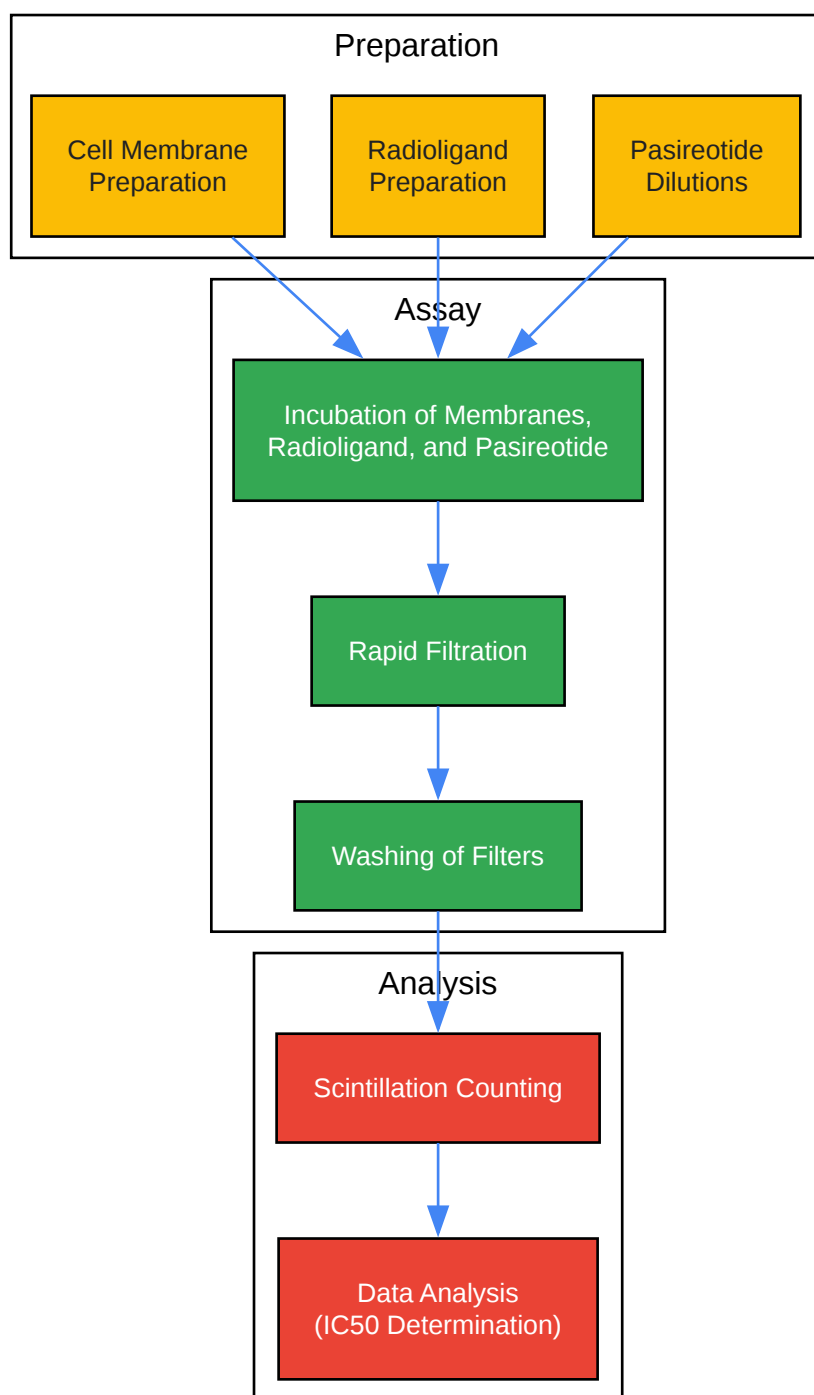 Preparation
Cell Membrane
Preparation
Radioligand
Preparation
Pasireotide
Dilutions
Assay
Incubation of Membranes,
Radioligand, and Pasireotide
Rapid Filtration
Washing of Filters
Analysis
Scintillation Counting
Data Analysis
(IC50 Determination)